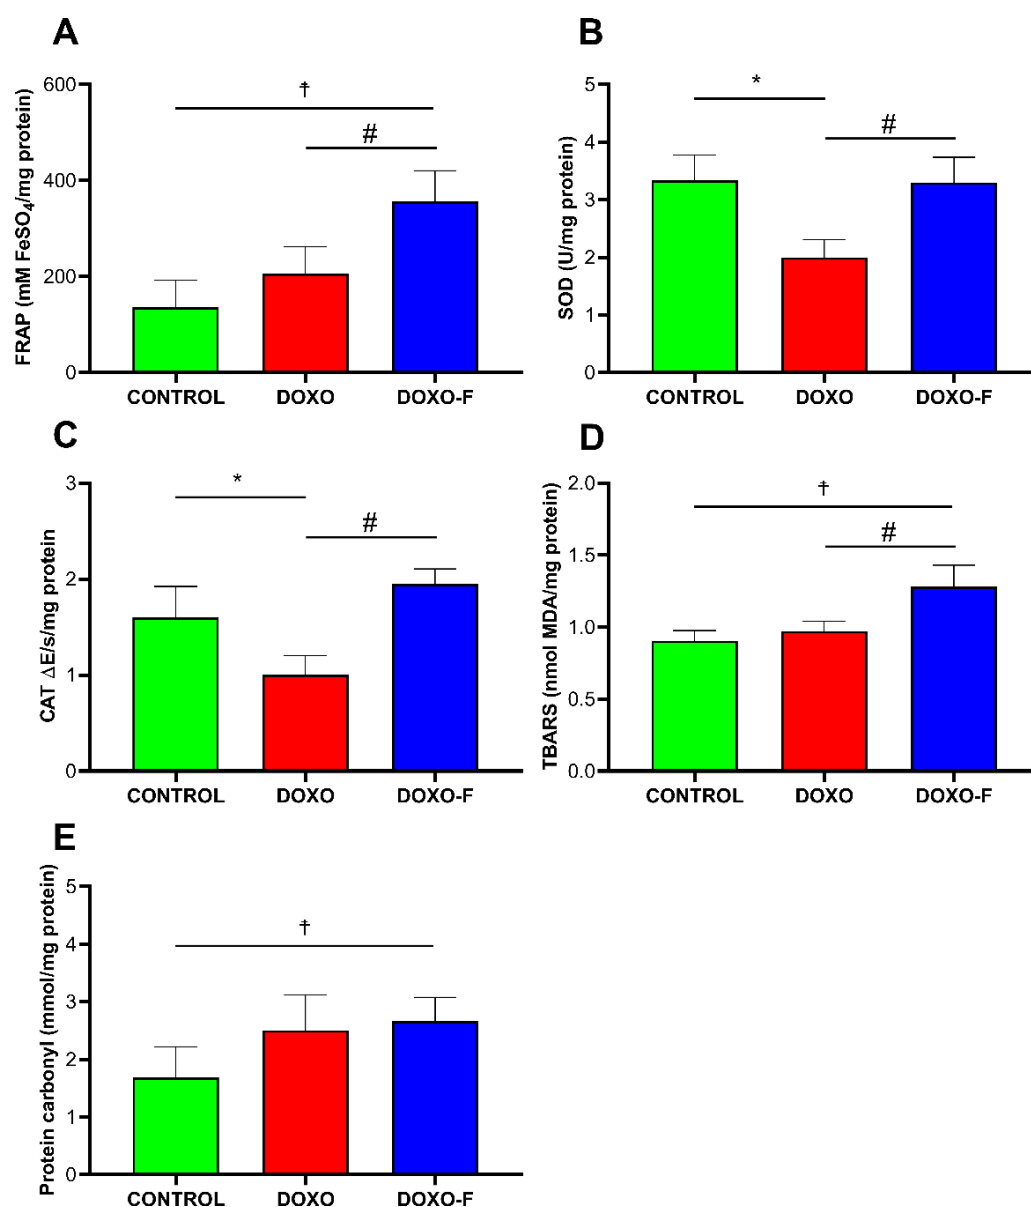 A
FRAP (mM FeSO4/mg protein)
600
400
200
0
†
#
CONTROL DOXO DOXO-F
B
SOD (U/mg protein)
5
4
3
2
1
0
*
#
CONTROL DOXO DOXO-F
C
CAT ΔE/s/mg protein
3
2
1
0
*
#
CONTROL DOXO DOXO-F
D
TBARS (nmol MDA/mg protein)
2.0
1.5
1.0
0.5
0.0
†
#
CONTROL DOXO DOXO-F
E
Protein carbonyl (mmol/mg protein)
5
4
3
2
1
0
†
CONTROL DOXO DOXO-F